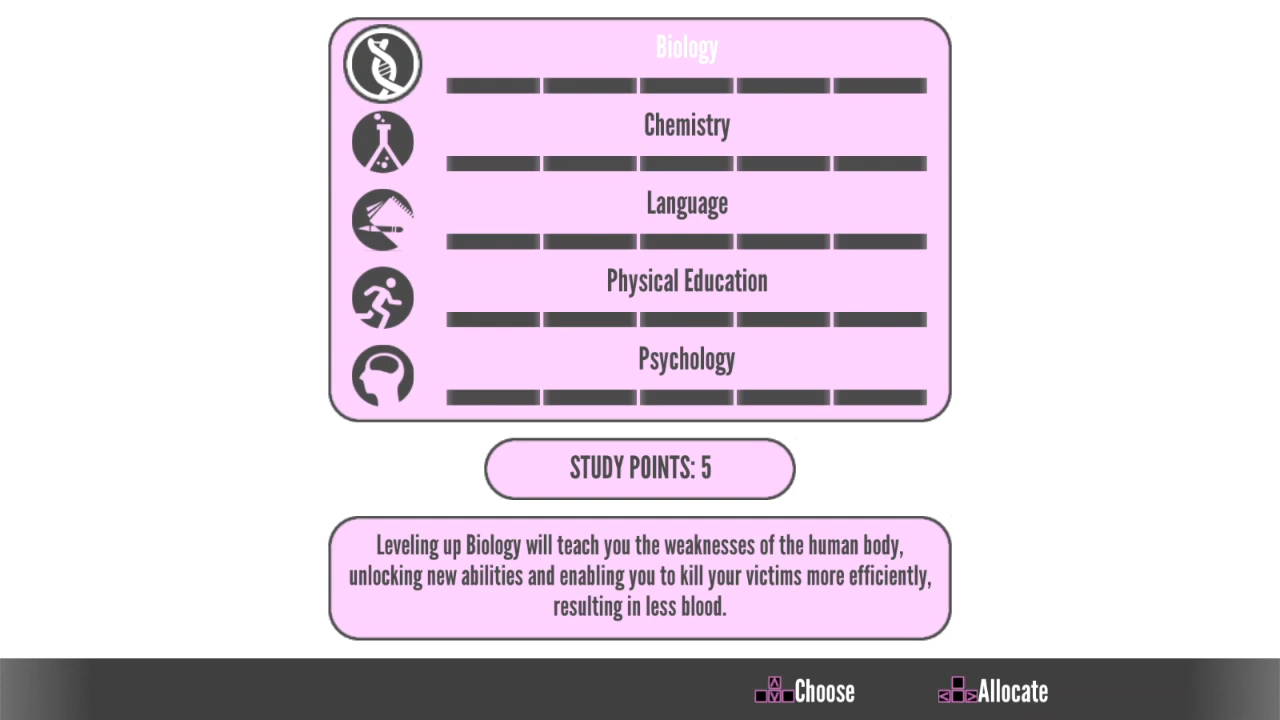 Biology
Chemistry
Language
Physical Education
Psychology
STUDY POINTS: 5
Leveling up Biology will teach you the weaknesses of the human body,
unlocking new abilities and enabling you to kill your victims more efficiently,
resulting in less blood.
Choose
Allocate